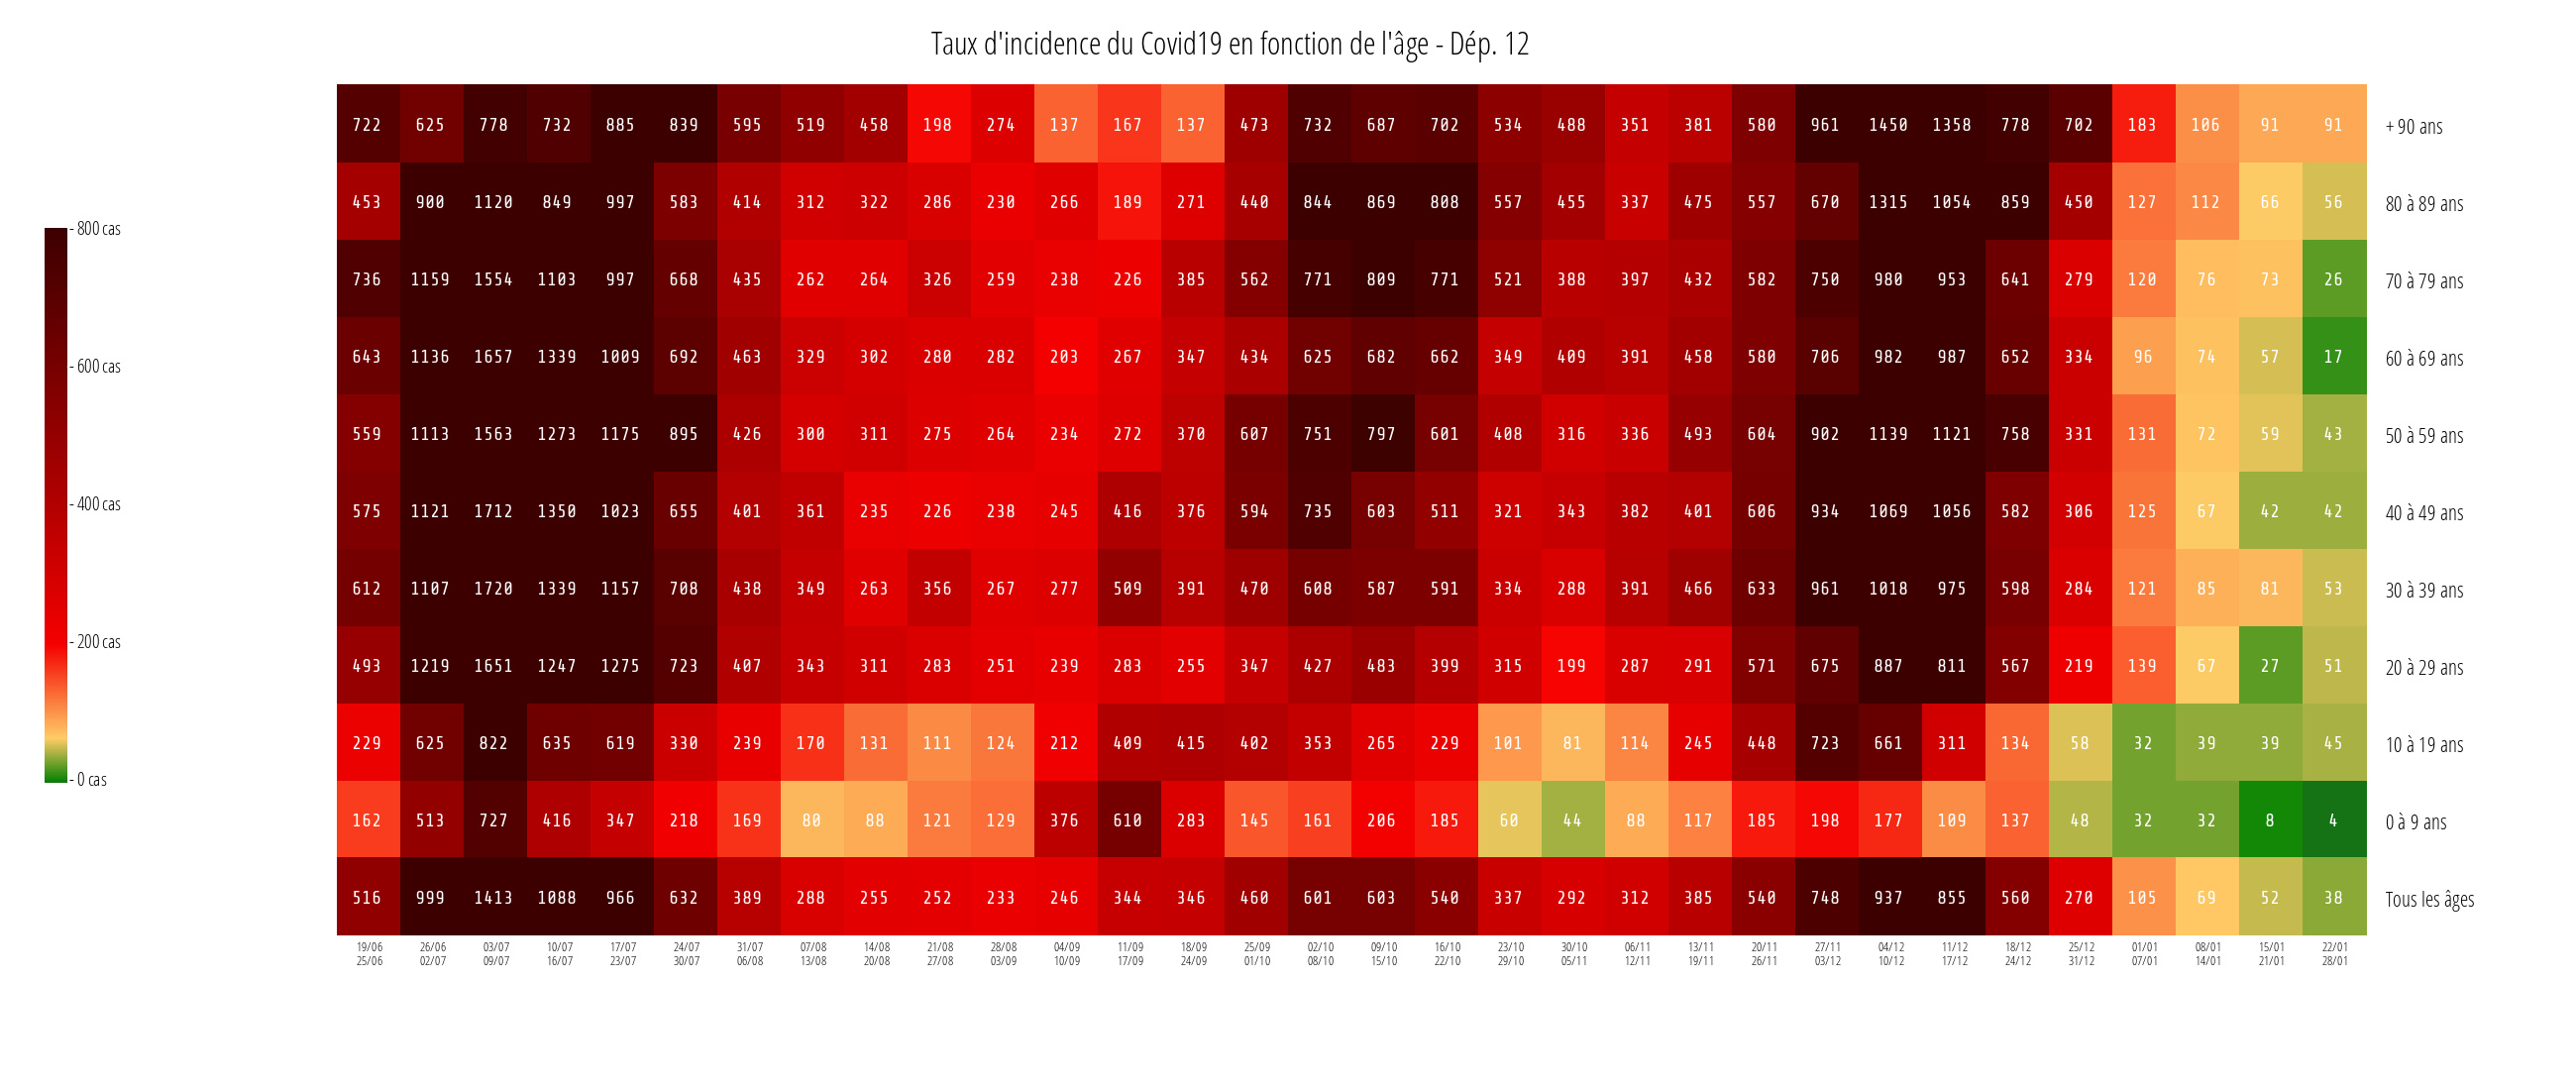 Taux d'incidence du Covid19 en fonction de l'âge - Dép. 12
- 800 cas
- 600 cas
- 400 cas
- 200 cas
- 0 cas
722 625 778 732 885 839 595 519 458 198 274 137 167 137 473 732 687 702 534 488 351 381 580 961 1450 1358 778 702 183 106 91 91 + 90 ans
453 900 1120 849 997 583 414 312 322 286 230 266 189 271 440 844 869 808 557 455 337 475 557 670 1315 1054 859 450 127 112 66 56 80 à 89 ans
736 1159 1554 1103 997 668 435 262 264 326 259 238 226 385 562 771 809 771 521 388 397 432 582 750 980 953 641 279 120 76 73 26 70 à 79 ans
643 1136 1657 1339 1009 692 463 329 302 280 282 203 267 347 434 625 682 662 349 409 391 458 580 706 982 987 652 334 96 74 57 17 60 à 69 ans
559 1113 1563 1273 1175 895 426 300 311 275 264 234 272 370 607 751 797 601 408 316 336 493 604 902 1139 1121 758 331 131 72 59 43 50 à 59 ans
575 1121 1712 1350 1023 655 401 361 235 226 238 245 416 376 594 735 603 511 321 343 382 401 606 934 1069 1056 582 306 125 67 42 42 40 à 49 ans
612 1107 1720 1339 1157 708 438 349 263 356 267 277 509 391 470 608 587 591 334 288 391 466 633 961 1018 975 598 284 121 85 81 53 30 à 39 ans
493 1219 1651 1247 1275 723 407 343 311 283 251 239 283 255 347 427 483 399 315 199 287 291 571 675 887 811 567 219 139 67 27 51 20 à 29 ans
229 625 822 635 619 330 239 170 131 111 124 212 409 415 402 353 265 229 101 81 114 245 448 723 661 311 134 58 32 39 39 45 10 à 19 ans
162 513 727 416 347 218 169 80 88 121 129 376 610 283 145 161 206 185 60 44 88 117 185 198 177 109 137 48 32 32 8 4 0 à 9 ans
516 999 1413 1088 966 632 389 288 255 252 233 246 344 346 460 601 603 540 337 292 312 385 540 748 937 855 560 270 105 69 52 38 Tous les âges
19/06 26/06 03/07 10/07 17/07 24/07 31/07 07/08 14/08 21/08 28/08 04/09 11/09 18/09 25/09 02/10 09/10 16/10 23/10 30/10 06/11 13/11 20/11 27/11 04/12 11/12 18/12 25/12 01/01 08/01 15/01 22/01
25/06 02/07 09/07 16/07 23/07 30/07 06/08 13/08 20/08 27/08 03/09 10/09 17/09 24/09 01/10 08/10 15/10 22/10 29/10 05/11 12/11 19/11 26/11 03/12 10/12 17/12 24/12 31/12 07/01 14/01 21/01 28/01